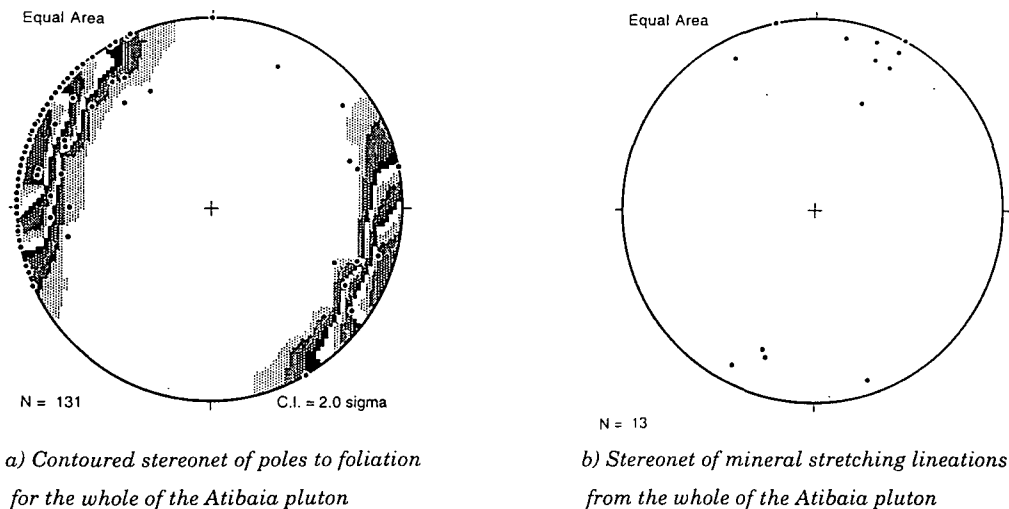 Equal Area
N = 131
C.I. = 2.0 sigma
a) Contoured stereonet of poles to foliation
for the whole of the Atibaia pluton
Equal Area
N = 13
b) Stereonet of mineral stretching lineations
from the whole of the Atibaia pluton